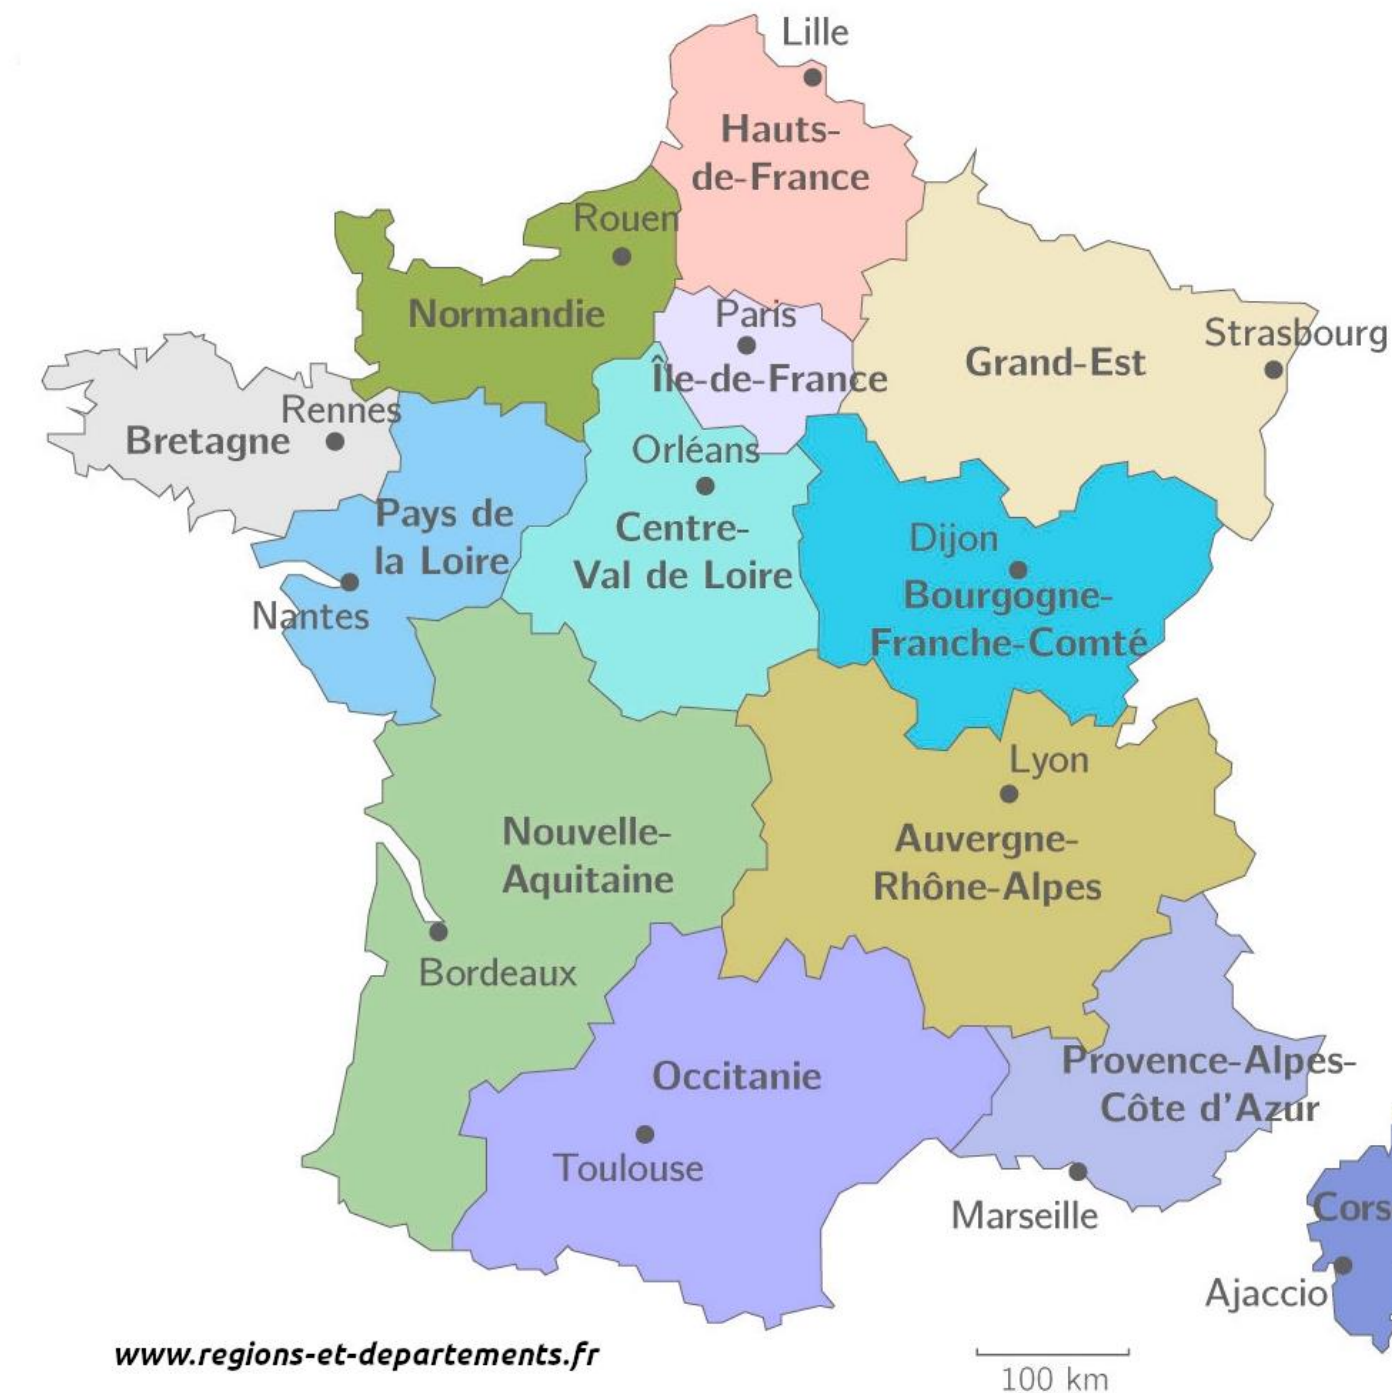 Lille
Hauts-
de-France
Rouen
Normandie
Paris
Île-de-France
Strasbourg
Grand-Est
Rennes
Bretagne
Orléans
Centre-
Val de Loire
Pays de
la Loire
Nantes
Dijon
Bourgogne-
Franche-Comté
Lyon
Auvergne-
Rhône-Alpes
Nouvelle-
Aquitaine
Bordeaux
Occitanie
Toulouse
Provence-Alpes-
Côte d'Azur
Marseille
Cors
Ajaccio
www.regions-et-departements.fr
100 km